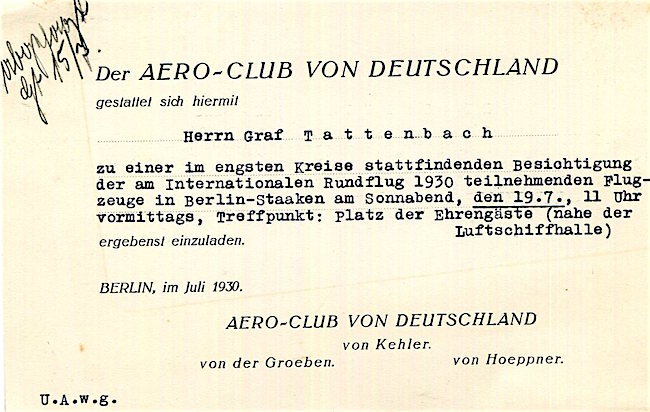 15/7.
Der AERO-CLUB VON DEUTSCHLAND
gestattet sich hiermit
Herrn Graf Tattenbach
zu einer im engsten Kreise stattfindenden Besichtigung
der am Internationalen Rundflug 1930 teilnehmenden Flug-
zeuge in Berlin-Staaken am Sonnabend, den 19.7., 11 Uhr
vormittags, Treffpunkt: Platz der Ehrengäste (nahe der
Luftschiffhalle)
ergebenst einzuladen.
BERLIN, im Juli 1930.
AERO-CLUB VON DEUTSCHLAND
von Kehler.
von der Groeben. von Hoeppner.
U.A.w.g.